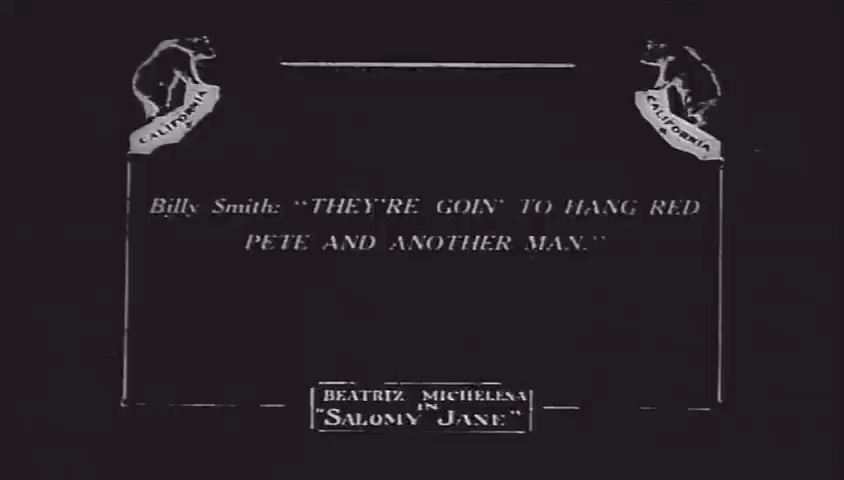 CALIFORNIA
CALIFORNIA
Billy Smith: "THEY'RE GOIN' TO HANG RED
PETE AND ANOTHER MAN."
BEATRIZ MICHELENA
IN
"SALOMY JANE"